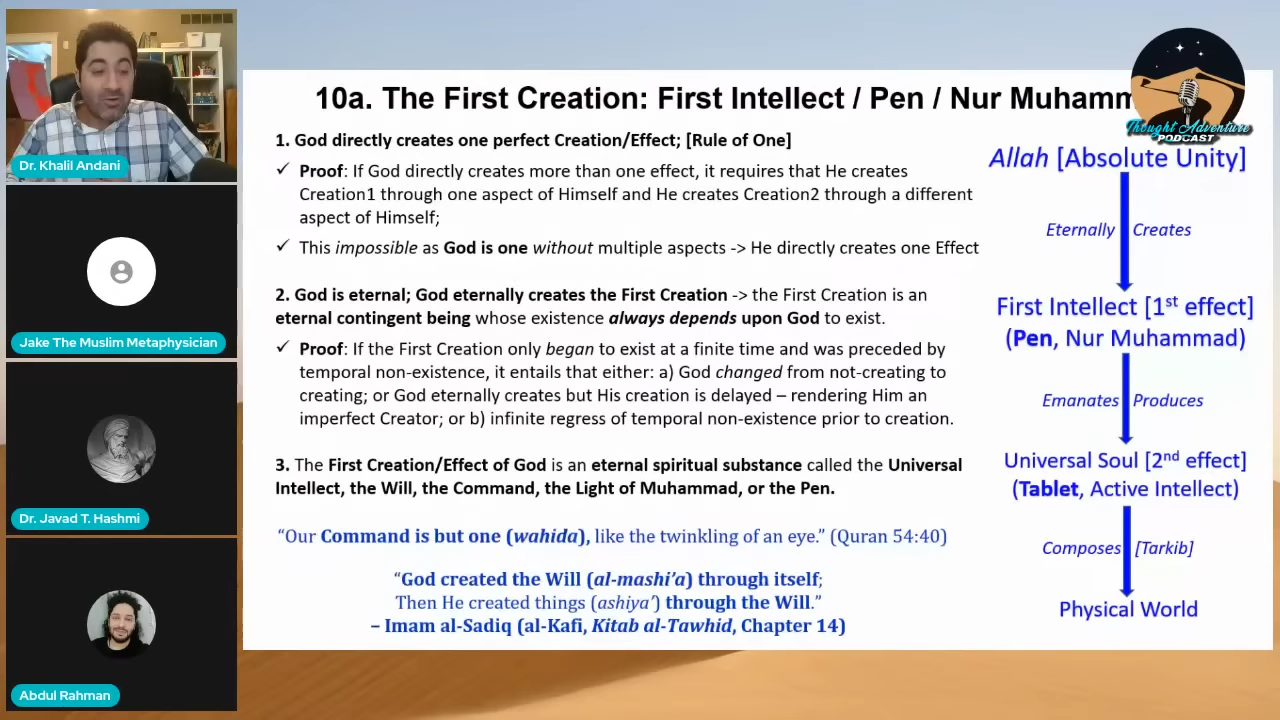 Dr. Khalil Andani
Jake The Muslim Metaphysician
Dr. Javad T. Hashmi
Abdul Rahman
Thought Adventure
PODCAST
10a. The First Creation: First Intellect / Pen / Nur Muhamm
1. God directly creates one perfect Creation/Effect; [Rule of One]
✓ Proof: If God directly creates more than one effect, it requires that He creates
Creation1 through one aspect of Himself and He creates Creation2 through a different
aspect of Himself;
✓ This impossible as God is one without multiple aspects -> He directly creates one Effect
2. God is eternal; God eternally creates the First Creation -> the First Creation is an
eternal contingent being whose existence always depends upon God to exist.
✓ Proof: If the First Creation only began to exist at a finite time and was preceded by
temporal non-existence, it entails that either: a) God changed from not-creating to
creating; or God eternally creates but His creation is delayed – rendering Him an
imperfect Creator; or b) infinite regress of temporal non-existence prior to creation.
3. The First Creation/Effect of God is an eternal spiritual substance called the Universal
Intellect, the Will, the Command, the Light of Muhammad, or the Pen.
“Our Command is but one (wahida), like the twinkling of an eye.” (Quran 54:40)
“God created the Will (al-mashi’a) through itself;
Then He created things (ashiya’) through the Will.”
– Imam al-Sadiq (al-Kafi, Kitab al-Tawhid, Chapter 14)
Allah [Absolute Unity]
Eternally Creates
First Intellect [1st effect]
(Pen, Nur Muhammad)
Emanates Produces
Universal Soul [2nd effect]
(Tablet, Active Intellect)
Composes [Tarkib]
Physical World